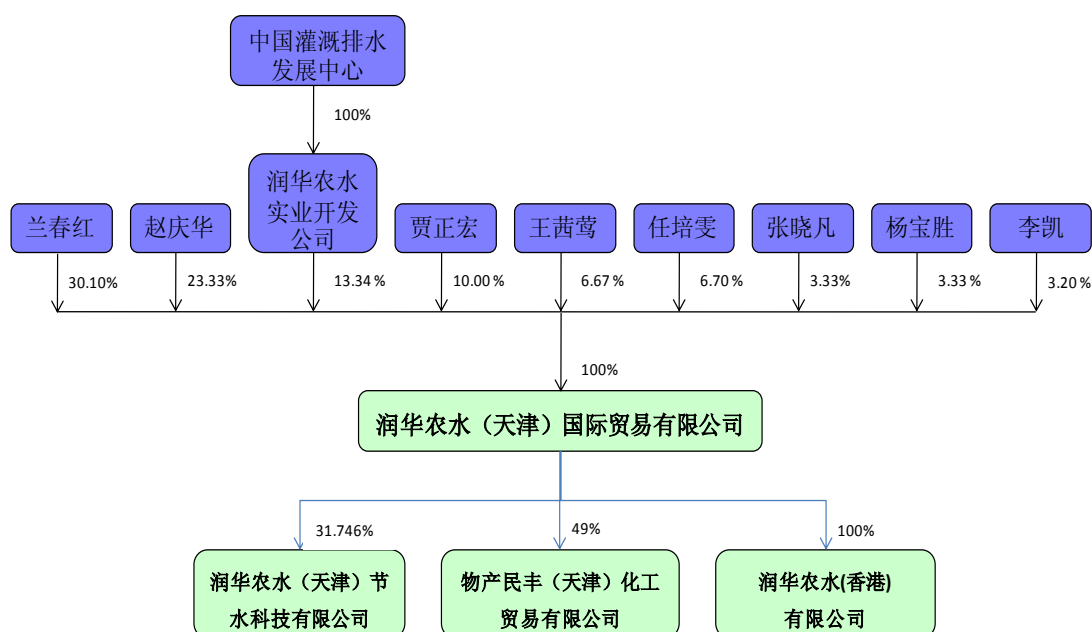 中国灌溉排水
发展中心
100%
润华农水
实业开发
公司
兰春红
赵庆华
贾正宏
王茜莺
任培雯
张晓凡
杨宝胜
李凯
30.10%
23.33%
13.34%
10.00%
6.67%
6.70%
3.33%
3.33%
3.20%
100%
润华农水（天津）国际贸易有限公司
31.746%
49%
100%
润华农水（天津）节
水科技有限公司
物产民丰（天津）化工
贸易有限公司
润华农水(香港)
有限公司